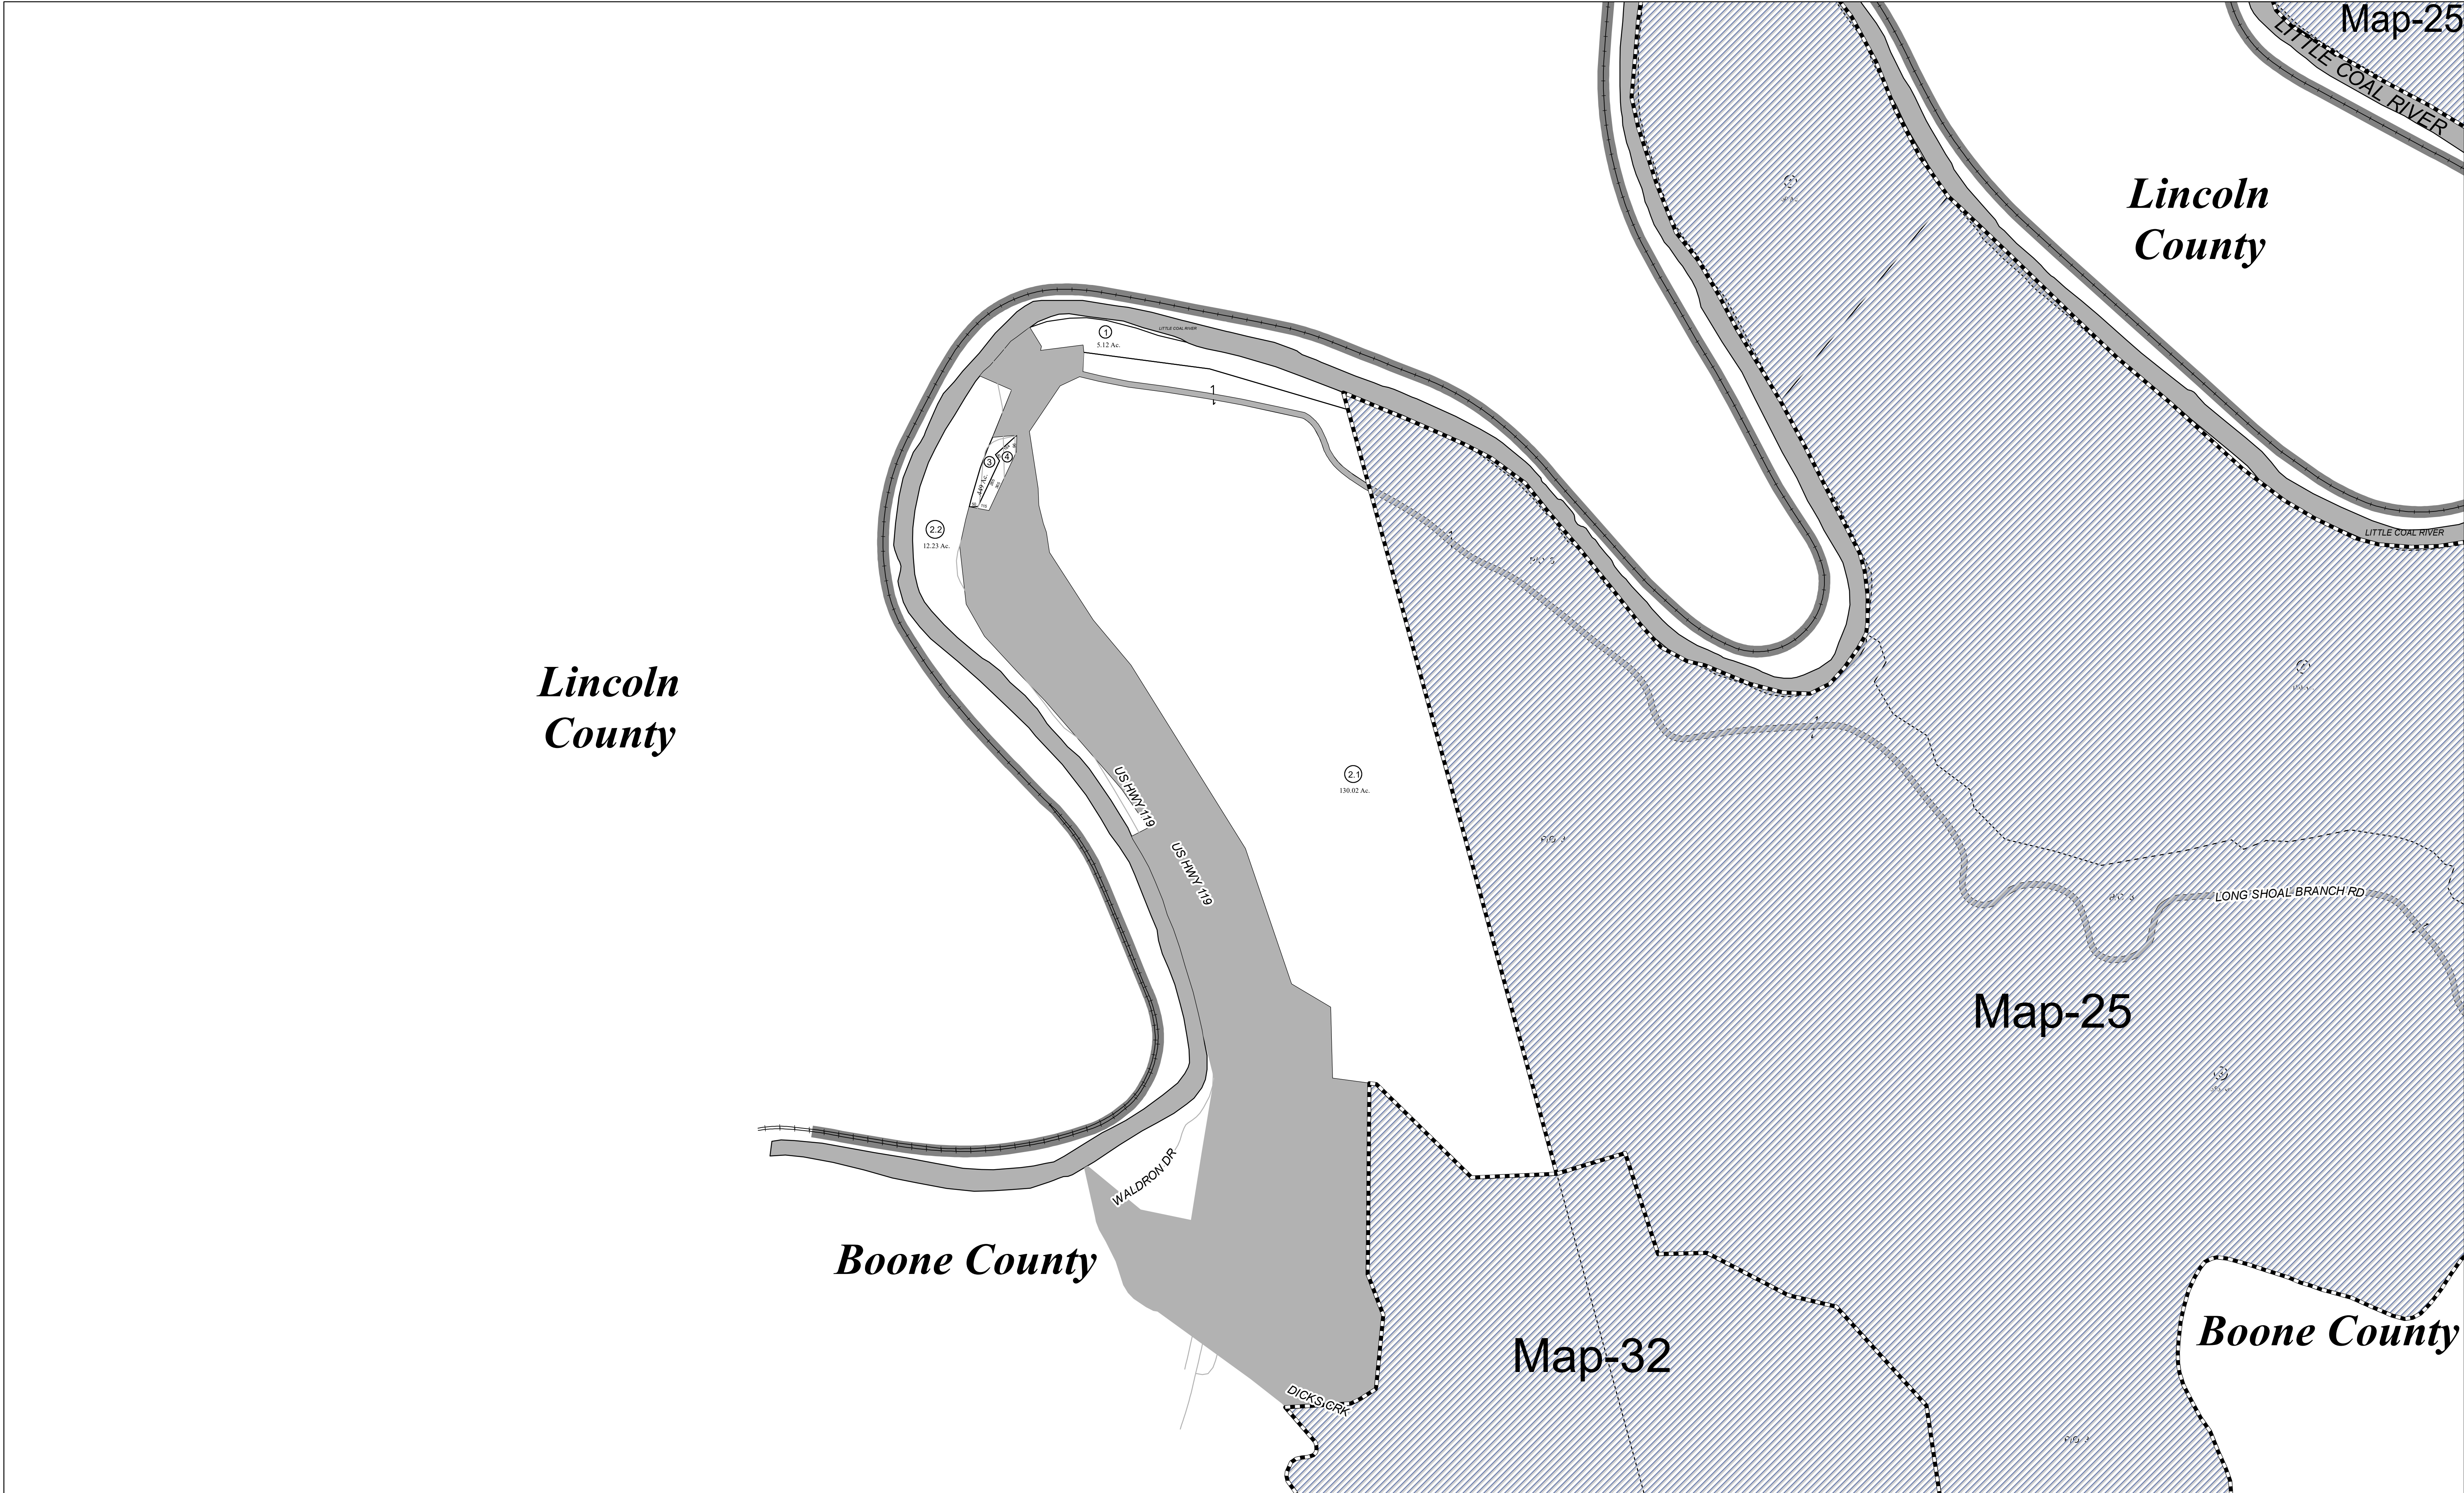 Map-25
LITTLE COAL RIVER
Lincoln
County
1
5.12 Ac.
LITTLE COAL RIVER
1
3
4
.449 Ac.
2.2
12.23 Ac.
LITTLE COAL RIVER
Lincoln
County
US HWY 119
2.1
130.02 Ac.
US HWY 119
LONG SHOAL BRANCH RD
Map-25
WALDRON DR
Boone County
Boone County
Map-32
DICKS CRK